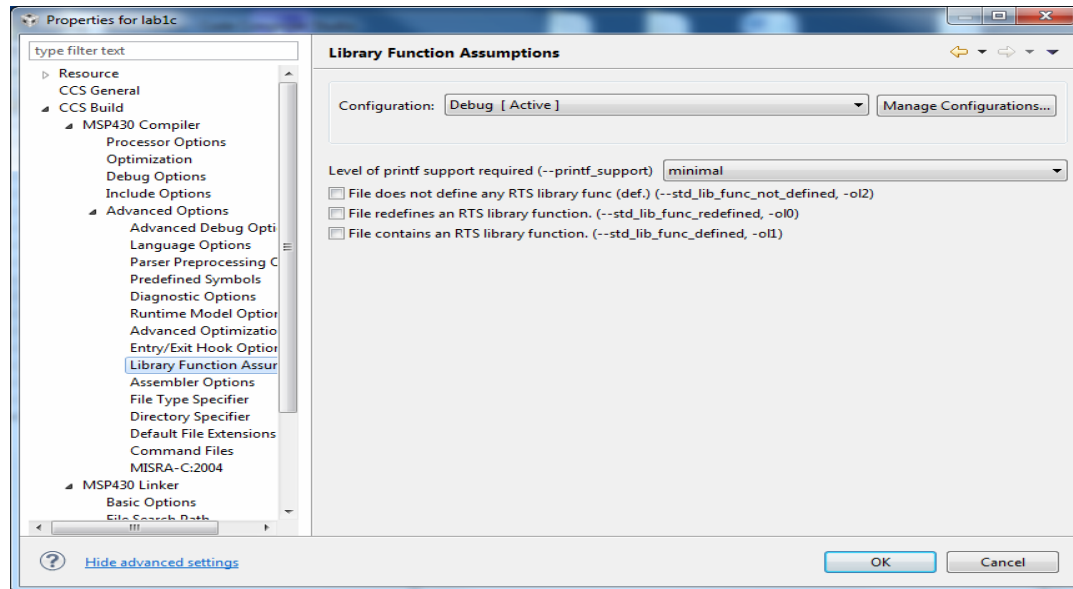 Properties for lab1c
type filter text
Resource
CCS General
CCS Build
MSP430 Compiler
Processor Options
Optimization
Debug Options
Include Options
Advanced Options
Advanced Debug Opti
Language Options
Parser Preprocessing C
Predefined Symbols
Diagnostic Options
Runtime Model Option
Advanced Optimizatio
Entry/Exit Hook Option
Library Function Assur
Assembler Options
File Type Specifier
Directory Specifier
Default File Extensions
Command Files
MISRA-C:2004
MSP430 Linker
Basic Options
File Search Path
Library Function Assumptions
Configuration: Debug [ Active ] Manage Configurations...
Level of printf support required (--printf_support) minimal
File does not define any RTS library func (def.) (--std_lib_func_not_defined, -ol2)
File redefines an RTS library function. (--std_lib_func_redefined, -ol0)
File contains an RTS library function. (--std_lib_func_defined, -ol1)
Hide advanced settings
OK Cancel